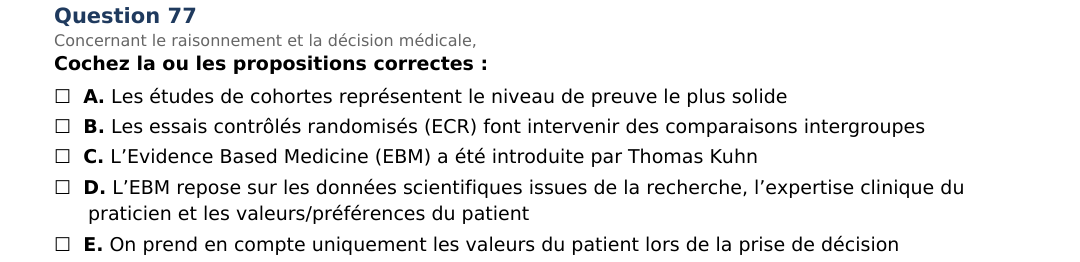 Question 77
Concernant le raisonnement et la décision médicale,
Cochez la ou les propositions correctes :
☐ A. Les études de cohortes représentent le niveau de preuve le plus solide
☐ B. Les essais contrôlés randomisés (ECR) font intervenir des comparaisons intergroupes
☐ C. L’Evidence Based Medicine (EBM) a été introduite par Thomas Kuhn
☐ D. L’EBM repose sur les données scientifiques issues de la recherche, l’expertise clinique du
praticien et les valeurs/préférences du patient
☐ E. On prend en compte uniquement les valeurs du patient lors de la prise de décision